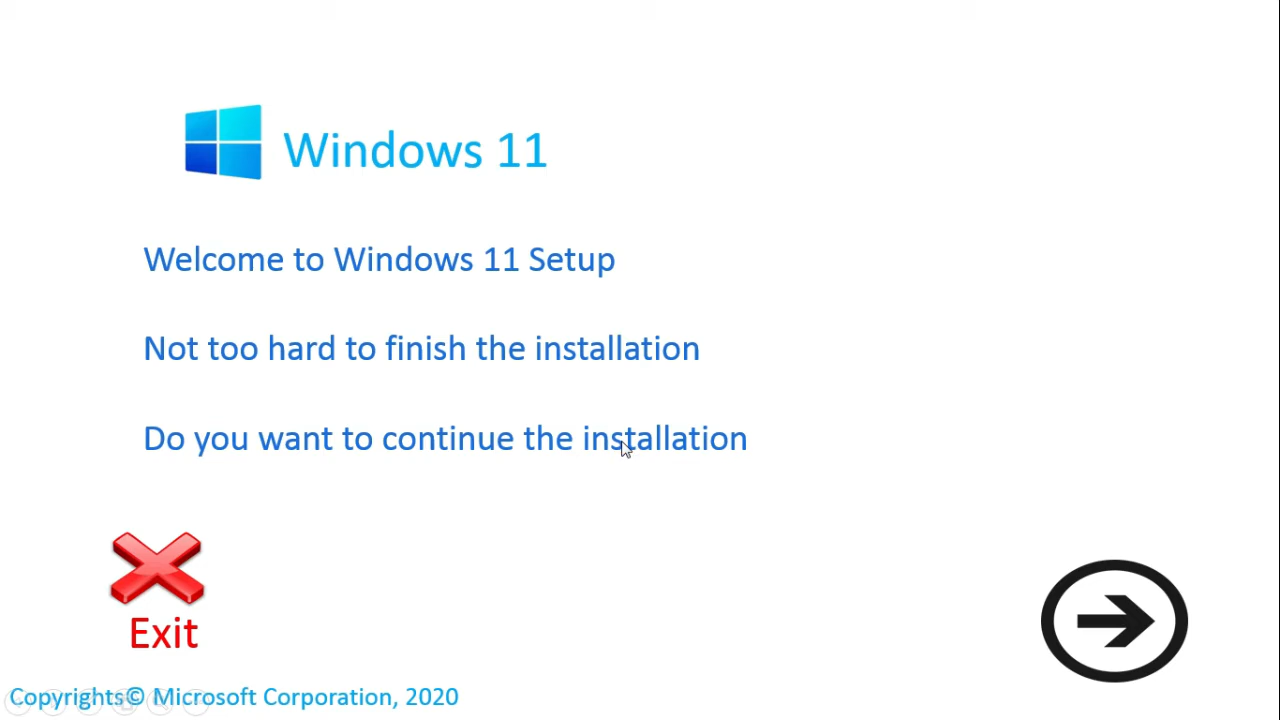 Windows 11
Welcome to Windows 11 Setup
Not too hard to finish the installation
Do you want to continue the installation
Exit
Copyrights© Microsoft Corporation, 2020